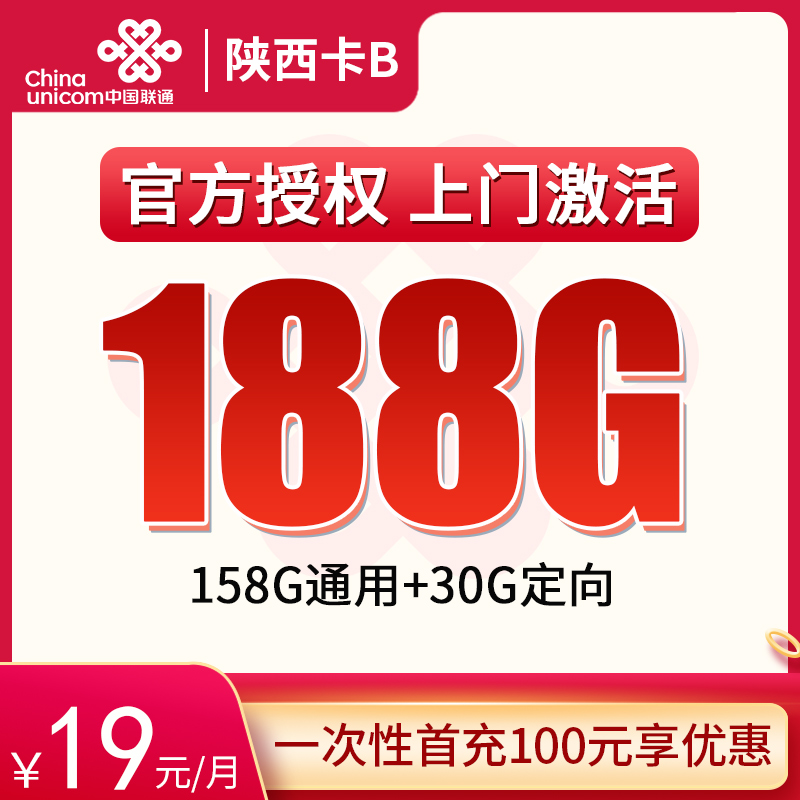 China
unicom中国联通
陕西卡B
官方授权 上门激活
188G
158G通用+30G定向
¥19元/月
一次性首充100元享优惠